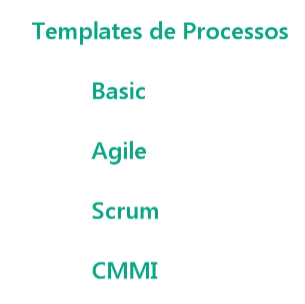 Templates de Processos
Basic
Agile
Scrum
CMMI